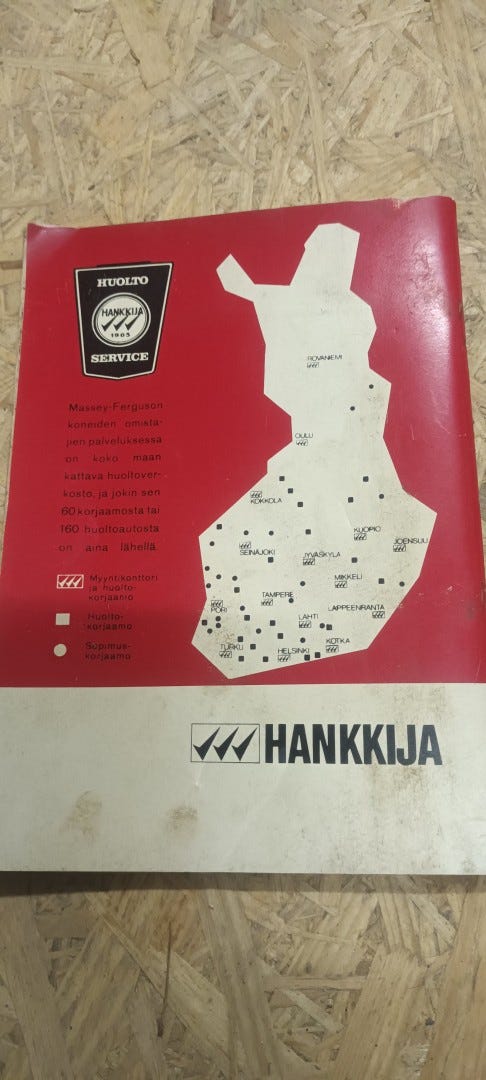 HUOLTO
HANKKIJA
1905
SERVICE
Massey-Ferguson
koneiden omista-
jien palveluksessa
on koko maan
kattava huoltover-
kosto, ja jokin sen
60 korjaamosta tai
160 huoltoautosta
on aina lähellä.
Myyntikonttori
ja huolto-
korjaamo
Huolto-
korjaamo
Sopimus-
korjaamo
ROVANIEMI
OULU
KOKKOLA
KUOPIO
JOENSUU
SEINÄJOKI
JYVÄSKYLÄ
MIKKELI
TAMPERE
PORI
LAPPEENRANTA
LAHTI
KOTKA
TURKU
HELSINKI
HANKKIJA